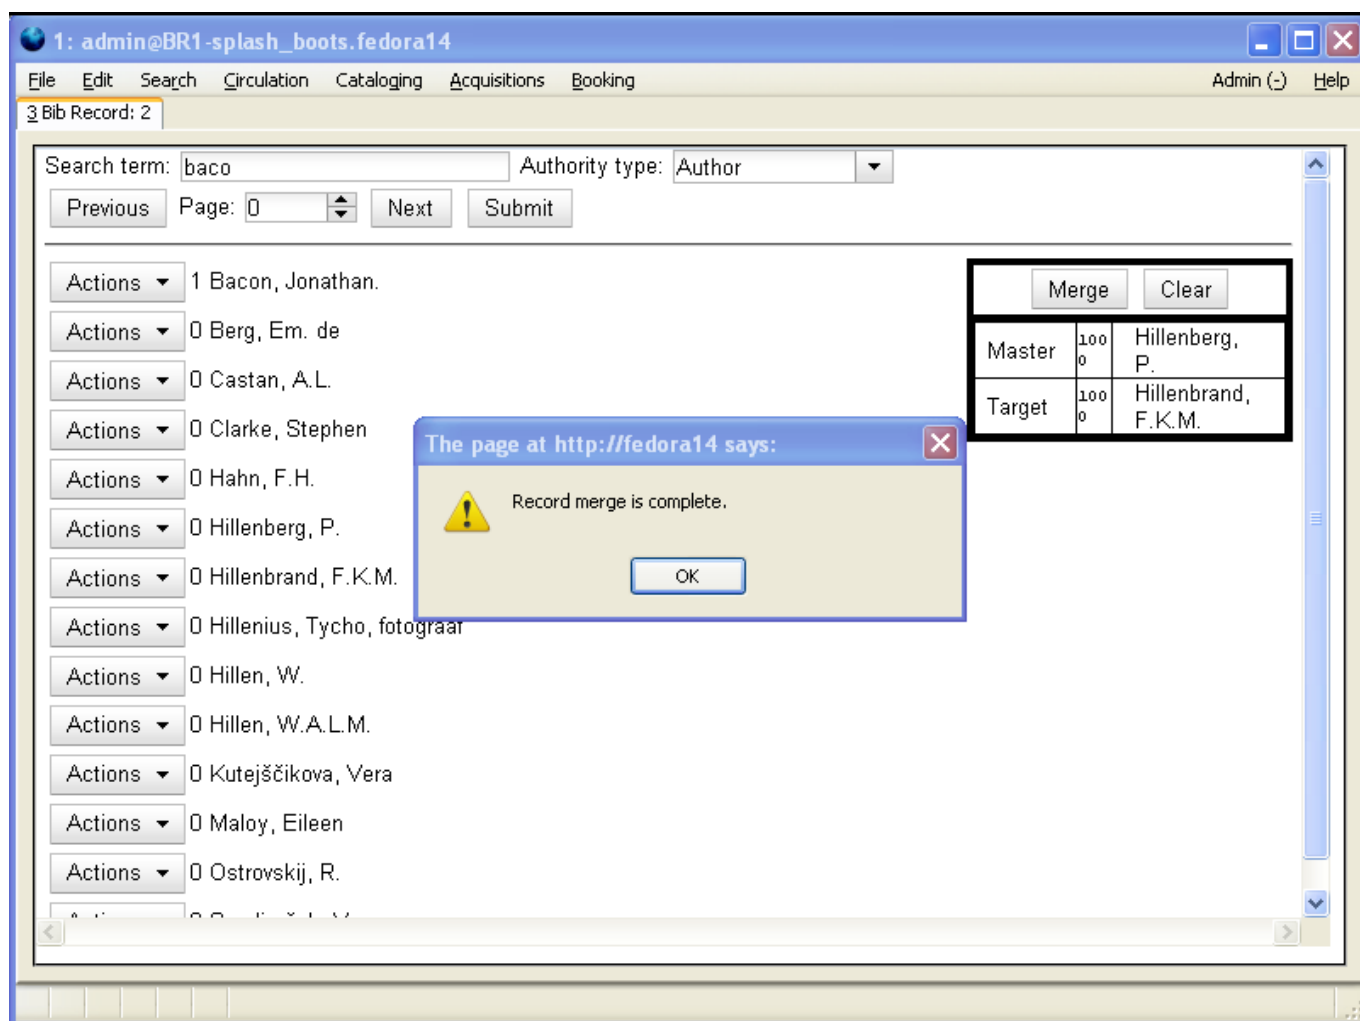 1: admin@BR1-splash_boots.fedora14
File Edit Search Circulation Cataloging Acquisitions Booking Admin (-) Help
3 Bib Record: 2
Search term: baco Authority type: Author
Previous Page: 0 Next Submit
Actions 1 Bacon, Jonathan.
Actions 0 Berg, Em. de
Actions 0 Castan, A.L.
Actions 0 Clarke, Stephen
Actions 0 Hahn, F.H.
Actions 0 Hillenberg, P.
Actions 0 Hillenbrand, F.K.M.
Actions 0 Hillenius, Tycho, fotograaf
Actions 0 Hillen, W.
Actions 0 Hillen, W.A.L.M.
Actions 0 Kutejščikova, Vera
Actions 0 Maloy, Eileen
Actions 0 Ostrovskij, R.
Merge Clear
Master 100 Hillenberg,
0 P.
Target 100 Hillenbrand,
0 F.K.M.
The page at http://fedora14 says:
Record merge is complete.
OK